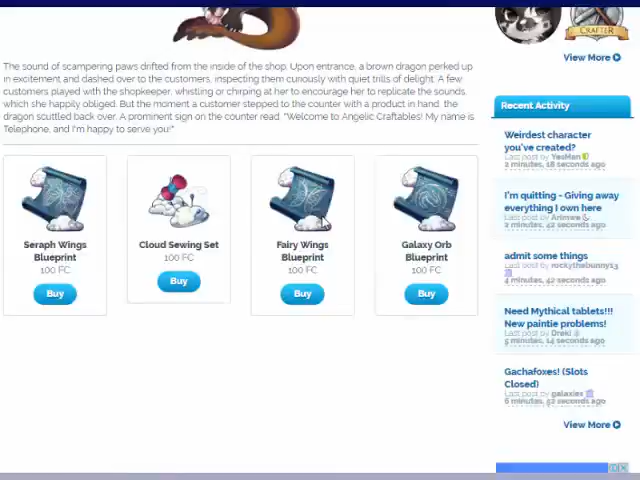 CRAFTER
View More
The sound of scampering paws drifted from the inside of the shop. Upon entrance, a brown dragon perked up
in excitement and dashed over to the customers, inspecting them curiously with quiet trills of delight. A few
customers played with the shopkeeper, whistling or chirping at her to encourage her to replicate the sounds,
which she happily obliged. But the moment a customer stepped to the counter with a product in hand, the
dragon scuttled back over. A prominent sign on the counter read, "Welcome to Angelic Craftables! My name is
Telephone, and I'm happy to serve you!"
Seraph Wings
Blueprint
100 FC
Buy
Cloud Sewing Set
100 FC
Buy
Fairy Wings
Blueprint
100 FC
Buy
Galaxy Orb
Blueprint
100 FC
Buy
Recent Activity
Weirdest character
you've created?
Last post by YesMan
2 minutes, 18 seconds ago
I'm quitting - Giving away
everything I own here
Last post by Arimwe
2 minutes, 42 seconds ago
admit some things
Last post by rockythebunny13
4 minutes, 42 seconds ago
Need Mythical tablets!!!
New paintie problems!
Last post by Draki
5 minutes, 14 seconds ago
Gachafoxes! (Slots
Closed)
Last post by galaxies
6 minutes, 32 seconds ago
View More